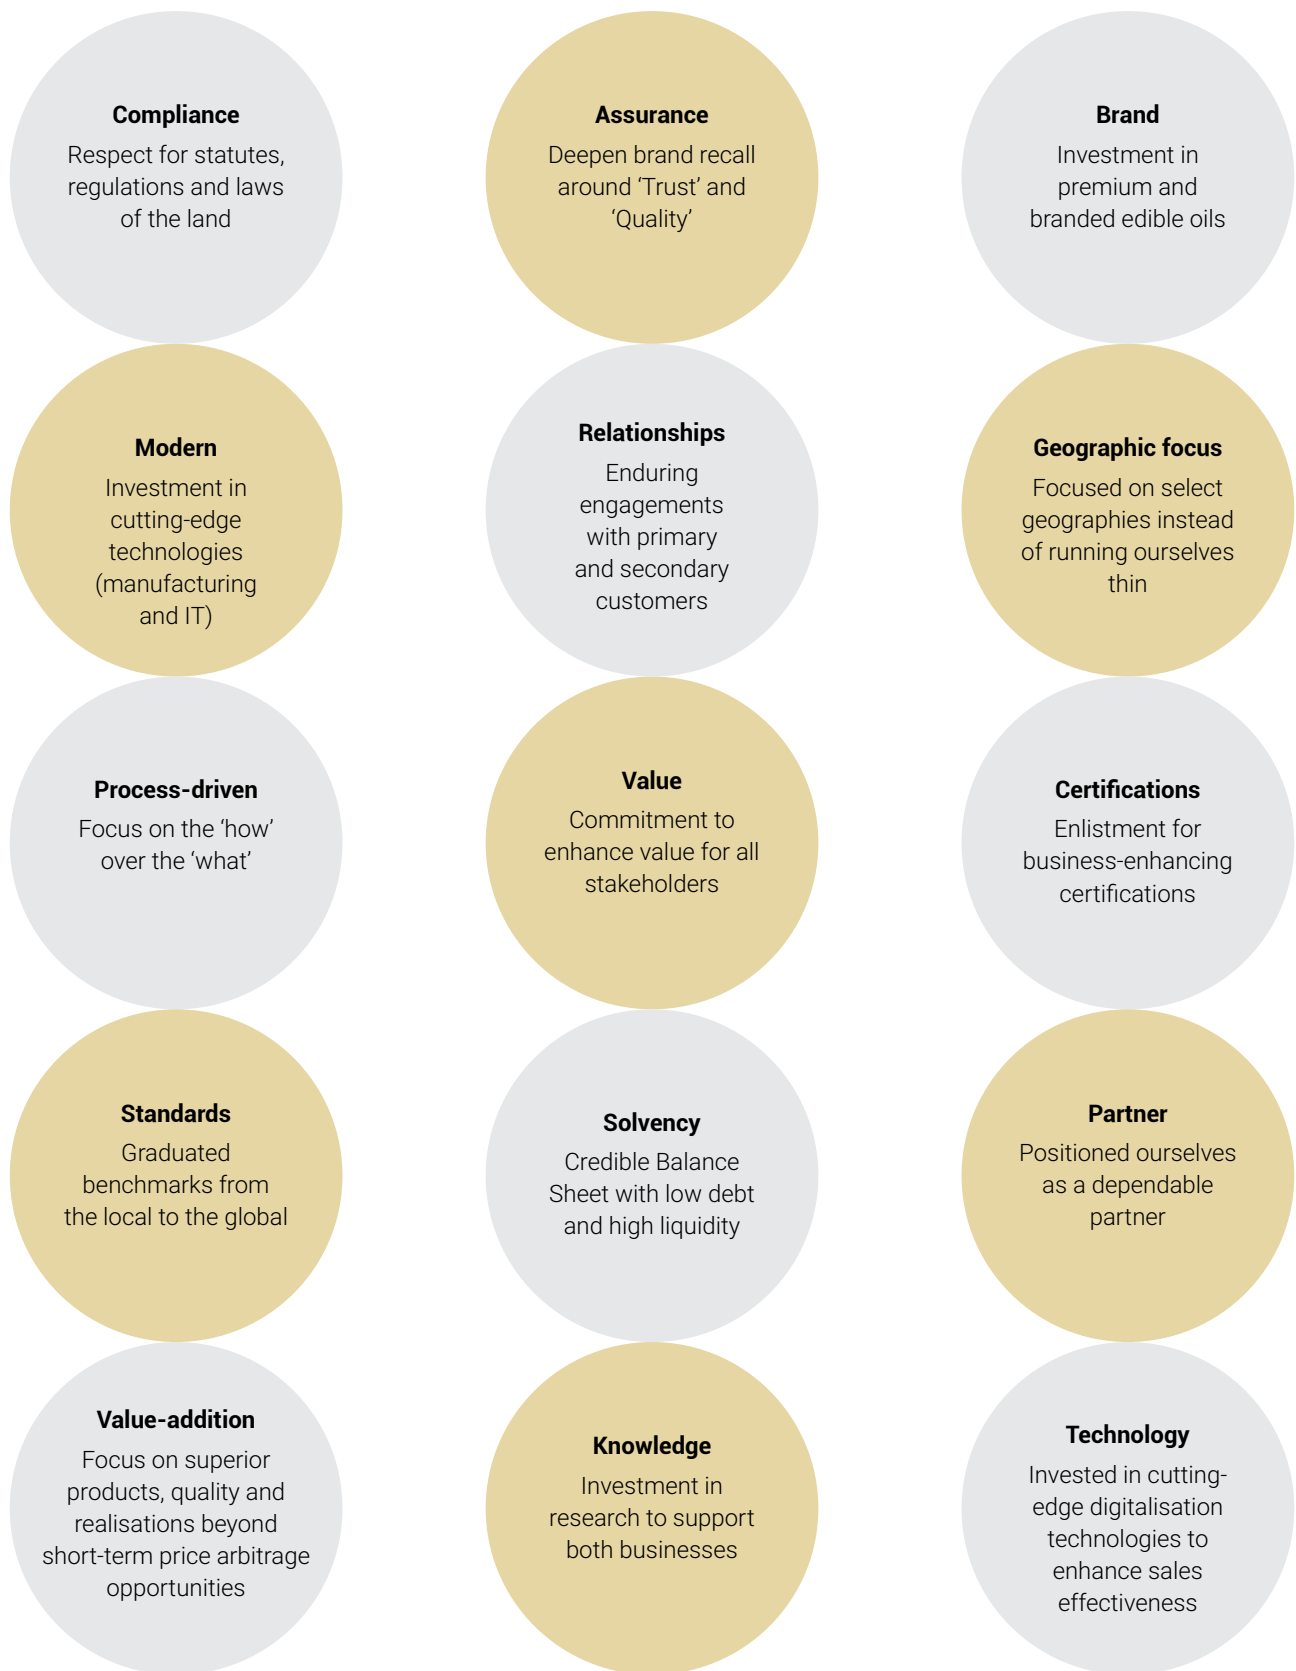 Compliance
Respect for statutes,
regulations and laws
of the land
Assurance
Deepen brand recall
around ‘Trust’ and
‘Quality’
Brand
Investment in
premium and
branded edible oils
Modern
Investment in
cutting-edge
technologies
(manufacturing
and IT)
Relationships
Enduring
engagements
with primary
and secondary
customers
Geographic focus
Focused on select
geographies instead
of running ourselves
thin
Process-driven
Focus on the ‘how’
over the ‘what’
Value
Commitment to
enhance value for all
stakeholders
Certifications
Enlistment for
business-enhancing
certifications
Standards
Graduated
benchmarks from
the local to the global
Solvency
Credible Balance
Sheet with low debt
and high liquidity
Partner
Positioned ourselves
as a dependable
partner
Value-addition
Focus on superior
products, quality and
realisations beyond
short-term price arbitrage
opportunities
Knowledge
Investment in
research to support
both businesses
Technology
Invested in cutting-
edge digitalisation
technologies to
enhance sales
effectiveness